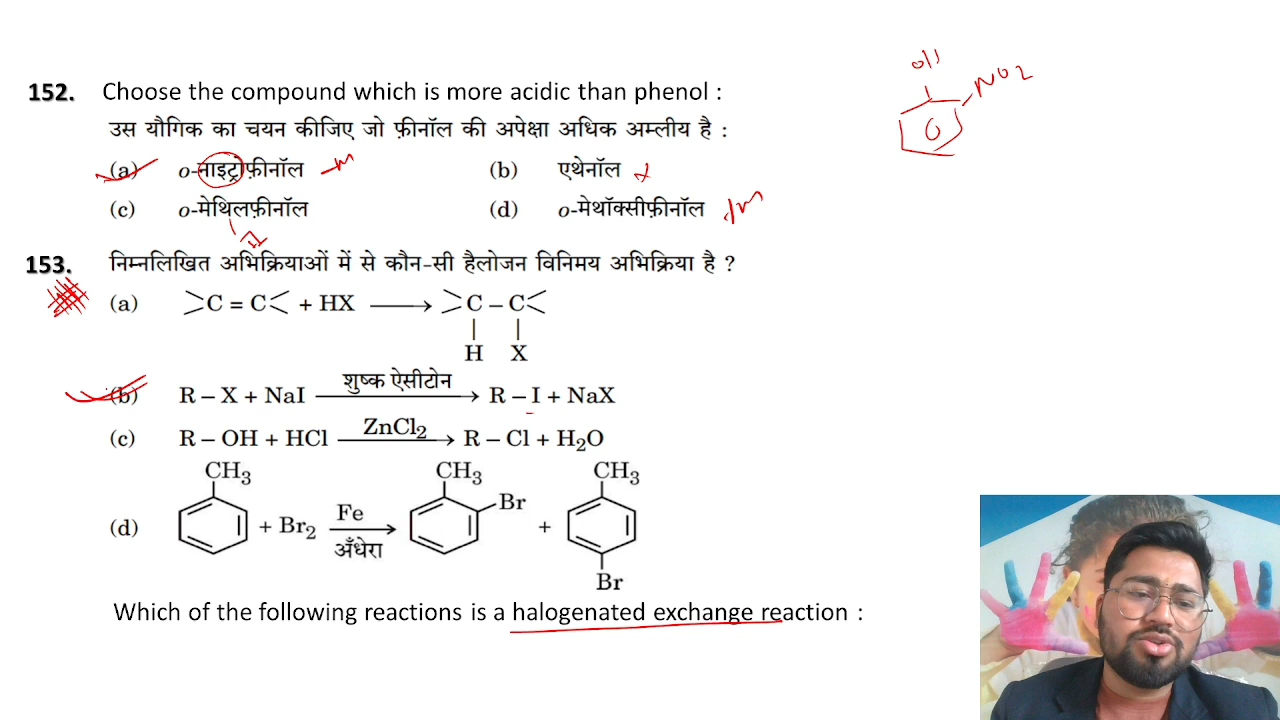 152. Choose the compound which is more acidic than phenol :
उस यौगिक का चयन कीजिए जो फ़ीनॉल की अपेक्षा अधिक अम्लीय है :
(a) o-नाइट्रोफ़ीनॉल -M (b) एथेनॉल
(c) o-मेथिलफ़ीनॉल (d) o-मेथॉक्सीफ़ीनॉल
OH
NO2
153. निम्नलिखित अभिक्रियाओं में से कौन-सी हैलोजन विनिमय अभिक्रिया है ?
(a) >C = C< + HX ⟶ >C – C<
H X
(b) R – X + NaI शुष्क ऐसीटोन ⟶ R – I + NaX
(c) R – OH + HCl ZnCl₂ ⟶ R – Cl + H₂O
CH₃ CH₃ CH₃
(d) + Br₂ Fe ⟶ अँधेरा Br +
Br
Which of the following reactions is a halogenated exchange reaction :